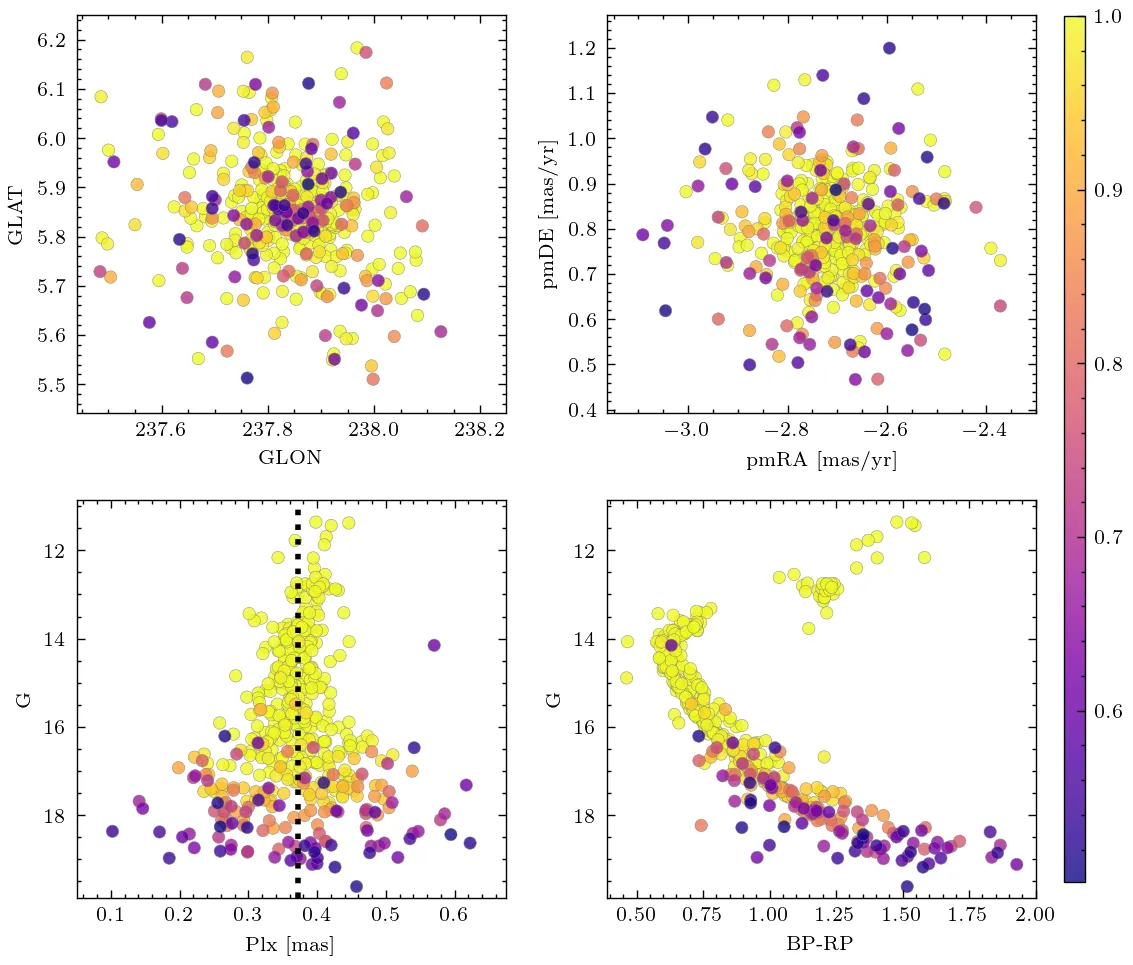 6.2
6.1
6.0
5.9
5.8
5.7
5.6
5.5
GLAT
237.6 237.8 238.0 238.2
GLON
1.2
1.1
1.0
0.9
0.8
0.7
0.6
0.5
0.4
pmDE [mas/yr]
−3.0 −2.8 −2.6 −2.4
pmRA [mas/yr]
1.0
0.9
0.8
0.7
0.6
12
14
16
18
G
0.1 0.2 0.3 0.4 0.5 0.6
Plx [mas]
12
14
16
18
G
0.50 0.75 1.00 1.25 1.50 1.75 2.00
BP-RP